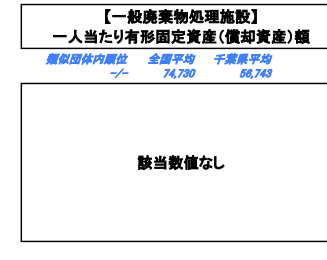 【一般廃棄物処理施設】
一人当たり有形固定資産(償却資産)額
類似団体内順位 全国平均 千葉県平均
-/- 74,730 56,743
該当数値なし